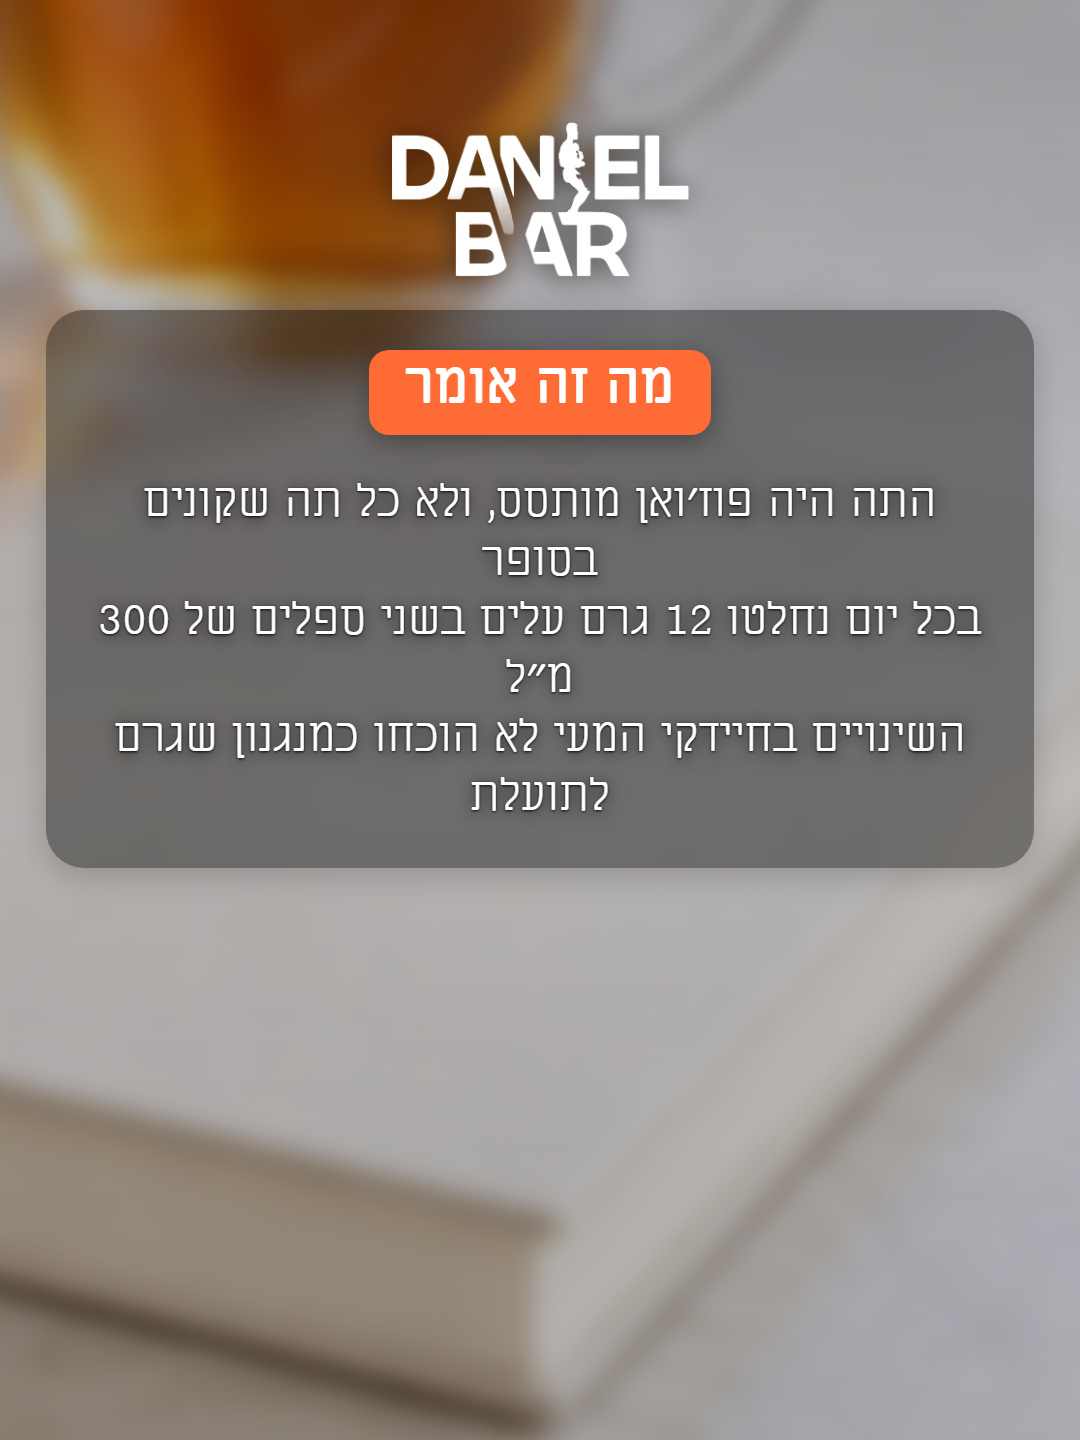 DANIEL
BAR
מה זה אומר
התה היה פוז׳ואן מותסס, ולא כל תה שקונים
בסופר
בכל יום נחלטו 12 גרם עלים בשני ספלים של 300
מ״ל
השינויים בחיידקי המעי לא הוכחו כמנגנון שגרם
לתועלת